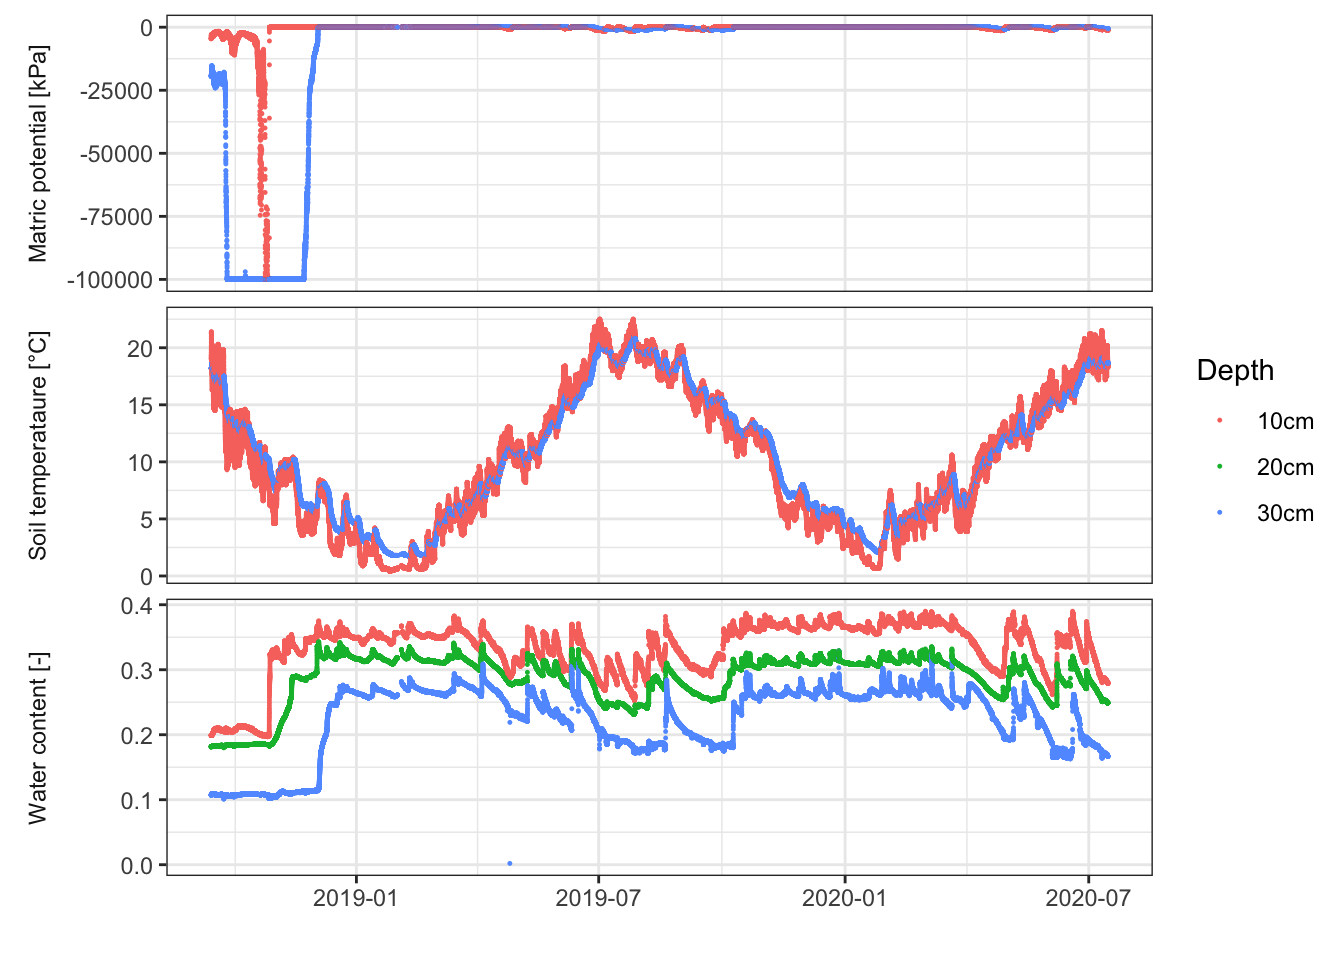 Matric potential [kPa]
0
-25000
-50000
-75000
-100000
Soil temperataure [°C]
20
15
10
5
0
Water content [-]
0.4
0.3
0.2
0.1
0.0
2019-01
2019-07
2020-01
2020-07
Depth
10cm
20cm
30cm